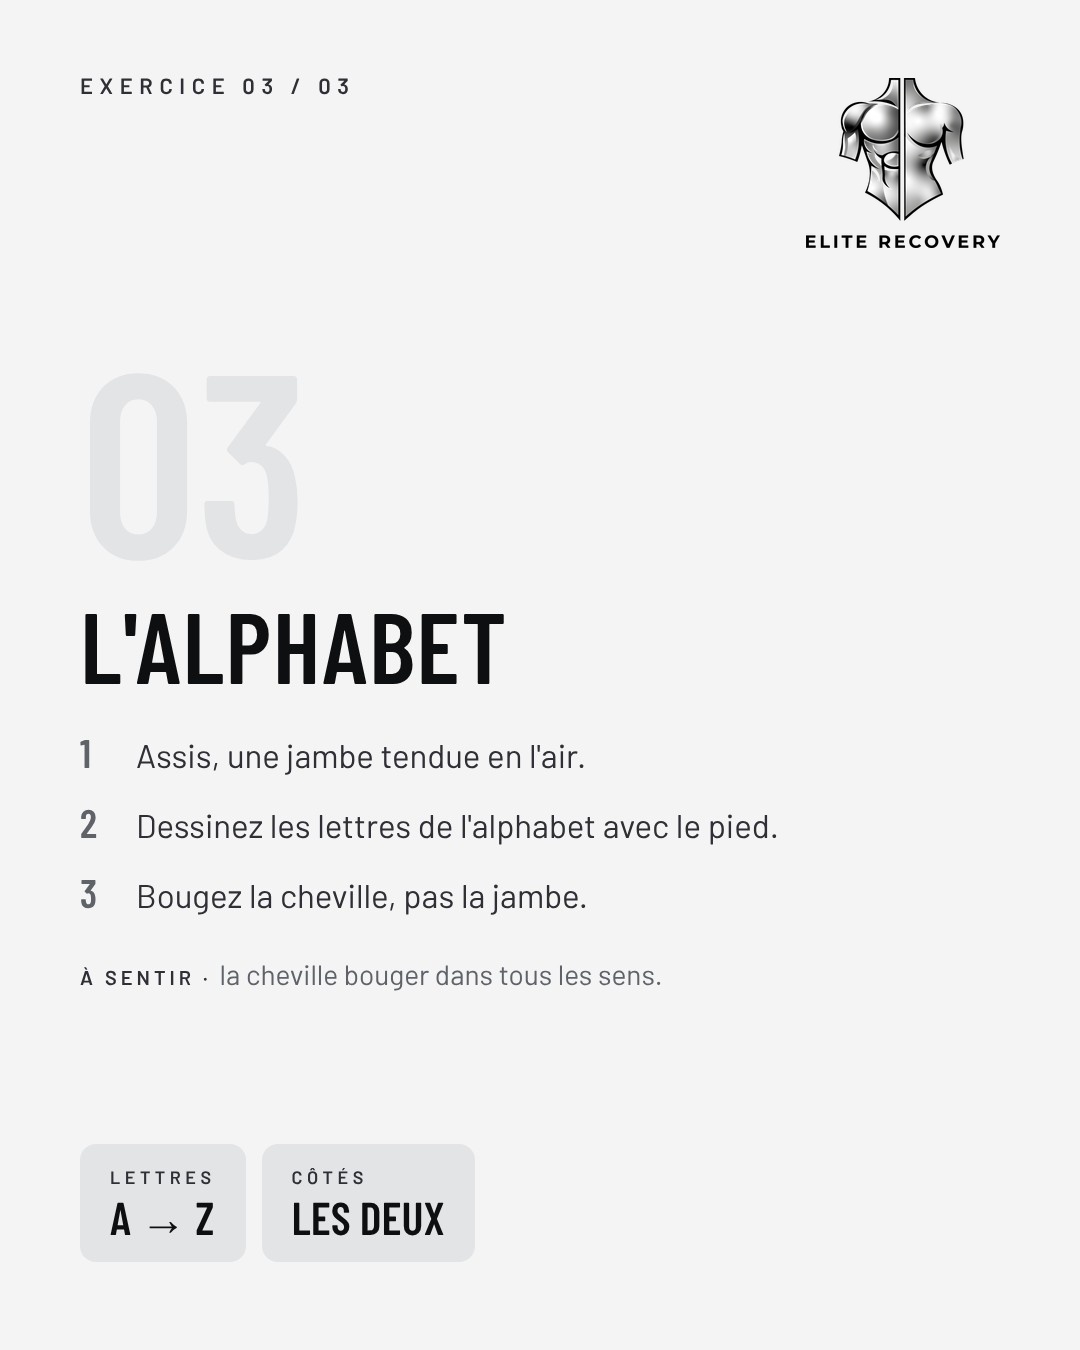 EXERCICE 03 / 03
ELITE RECOVERY
03
L'ALPHABET
1 Assis, une jambe tendue en l'air.
2 Dessinez les lettres de l'alphabet avec le pied.
3 Bougez la cheville, pas la jambe.
À SENTIR · la cheville bouger dans tous les sens.
LETTRES
A → Z
CÔTÉS
LES DEUX